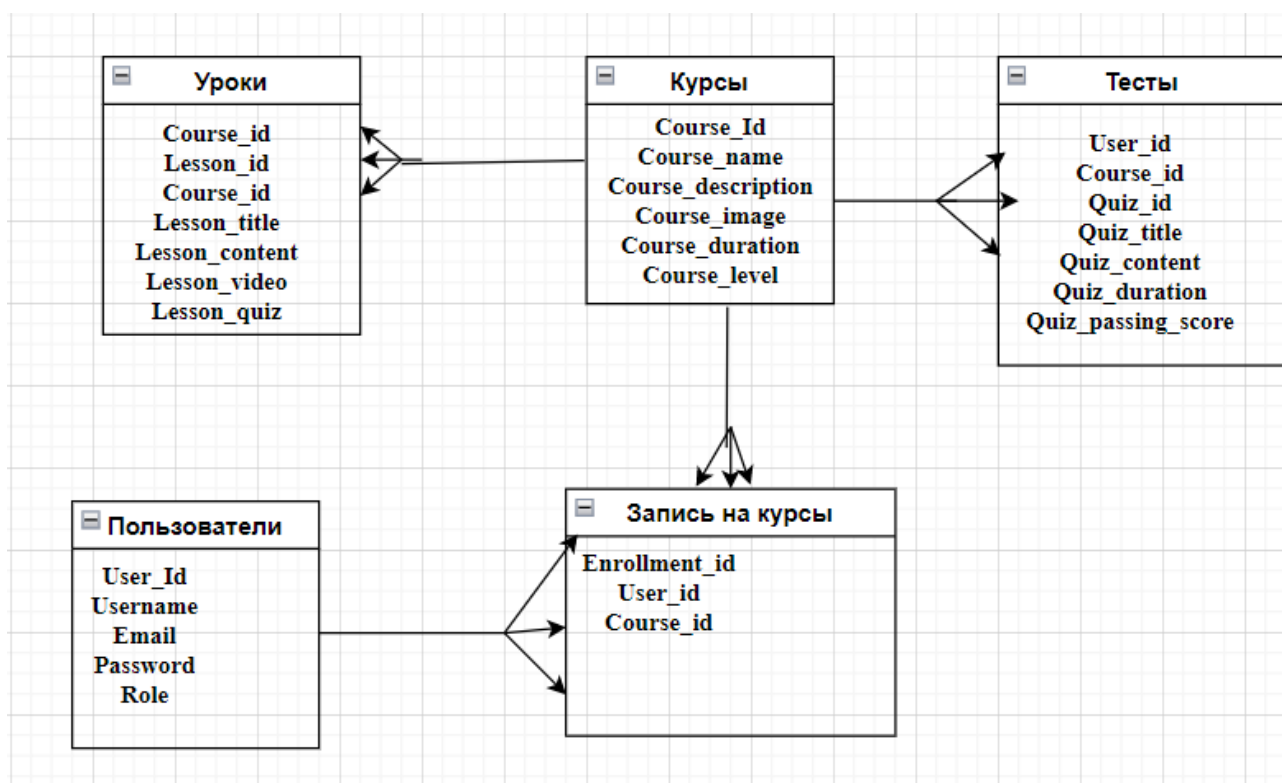 Уроки
Course_id
Lesson_id
Course_id
Lesson_title
Lesson_content
Lesson_video
Lesson_quiz
Курсы
Course_Id
Course_name
Course_description
Course_image
Course_duration
Course_level
Тесты
User_id
Course_id
Quiz_id
Quiz_title
Quiz_content
Quiz_duration
Quiz_passing_score
Пользователи
User_Id
Username
Email
Password
Role
Запись на курсы
Enrollment_id
User_id
Course_id